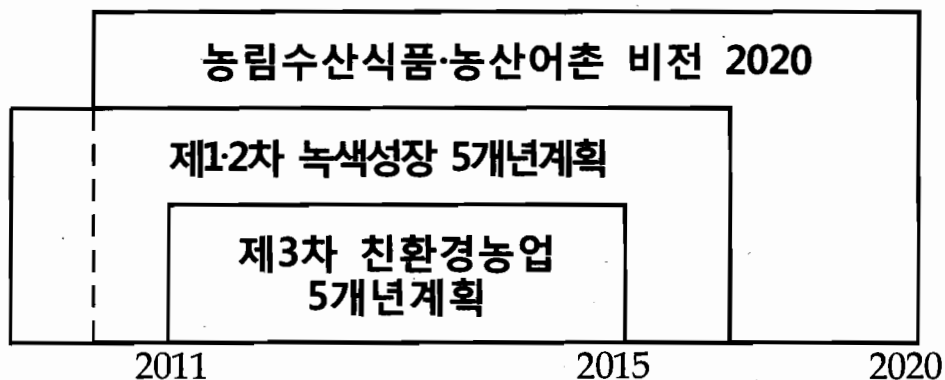 농림수산식품·농산어촌 비전 2020
제1·2차 녹색성장 5개년계획
제3차 친환경농업
5개년계획
2011 2015 2020